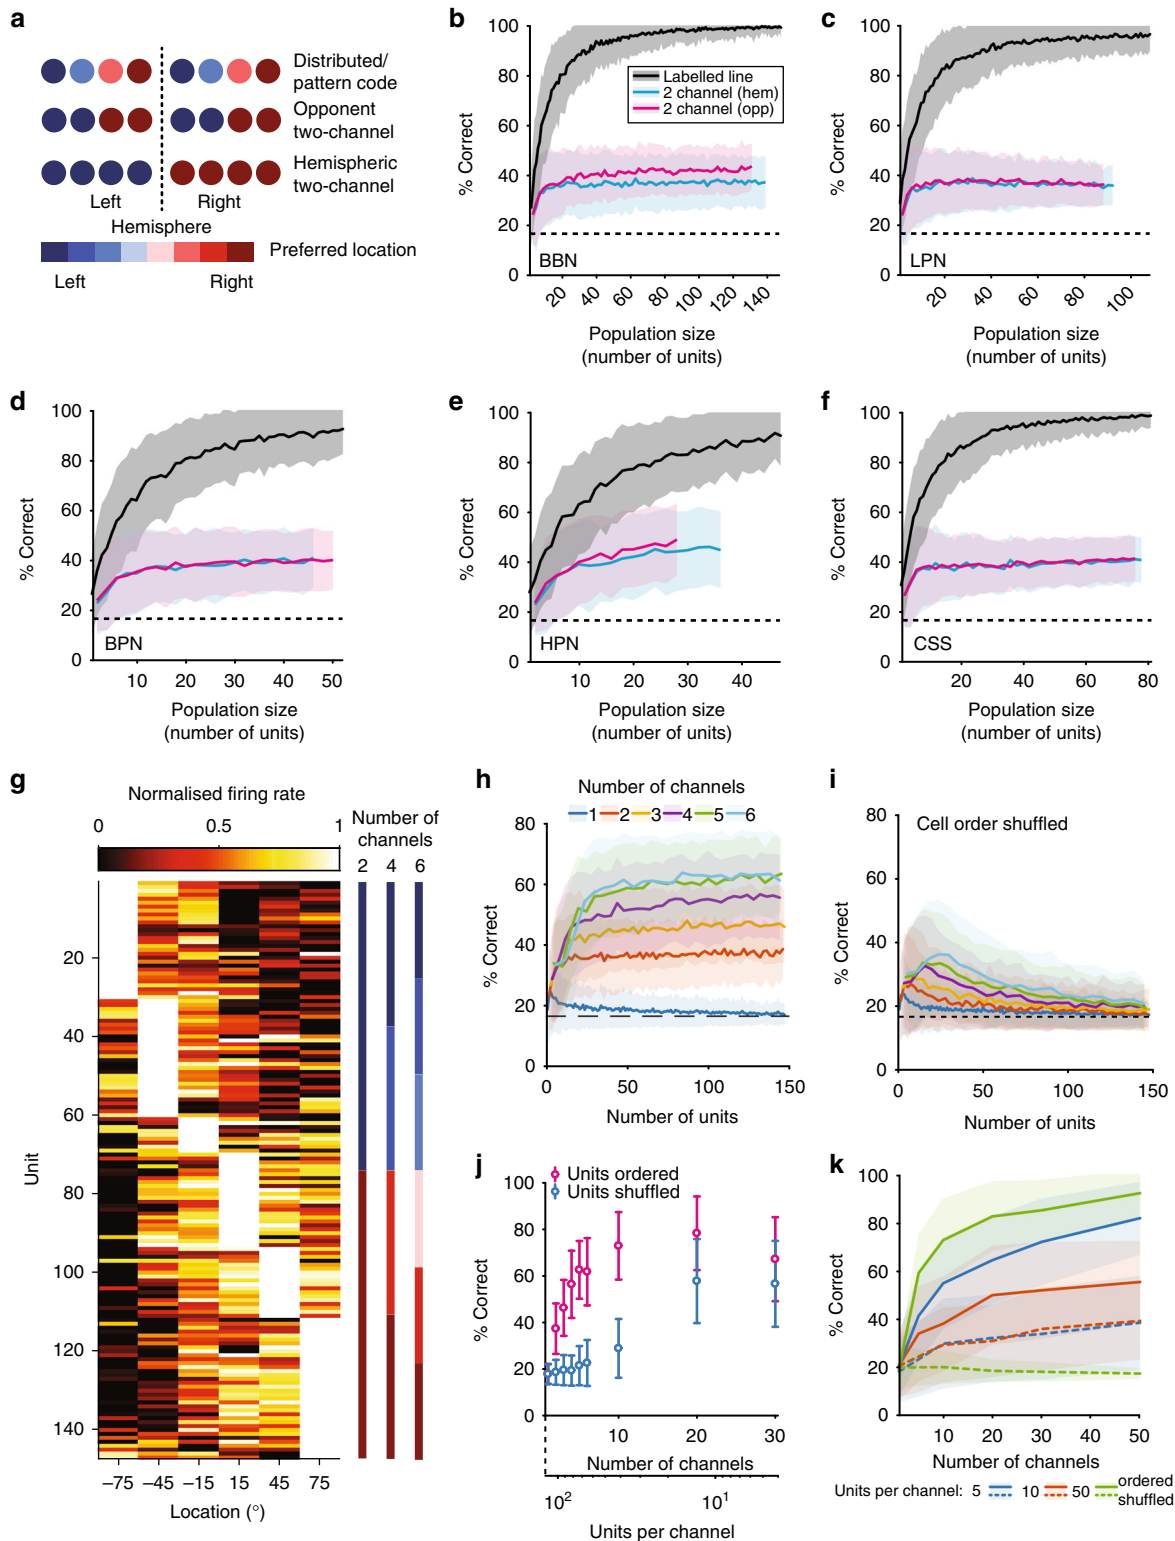 a
Distributed/
pattern code
Opponent
two-channel
Hemispheric
two-channel
Left
Right
Hemisphere
Preferred location
Left
Right
b
100
80
60
40
20
0
% Correct
Labelled line
2 channel (hem)
2 channel (opp)
BBN
20
40
60
80
100
120
140
Population size
(number of units)
c
100
80
60
40
20
0
% Correct
LPN
20
40
60
80
100
Population size
(number of units)
d
100
80
60
40
20
0
% Correct
BPN
10
20
30
40
50
Population size
(number of units)
e
100
80
60
40
20
0
% Correct
HPN
10
20
30
40
Population size
(number of units)
f
100
80
60
40
20
0
% Correct
CSS
20
40
60
80
Population size
(number of units)
g
Normalised firing rate
0
0.5
1
Number of
channels
2
4
6
20
40
60
80
100
120
140
Unit
−75
−45
−15
15
45
75
Location (°)
h
Number of channels
1
2
3
4
5
6
80
60
40
20
0
% Correct
0
50
100
150
Number of units
i
Cell order shuffled
80
60
40
20
0
% Correct
0
50
100
150
Number of units
j
Units ordered
Units shuffled
100
80
60
40
20
0
% Correct
10
20
30
Number of channels
10²
10¹
Units per channel
k
100
80
60
40
20
0
% Correct
10
20
30
40
50
Number of channels
Units per channel: 5 10 50 ordered
shuffled